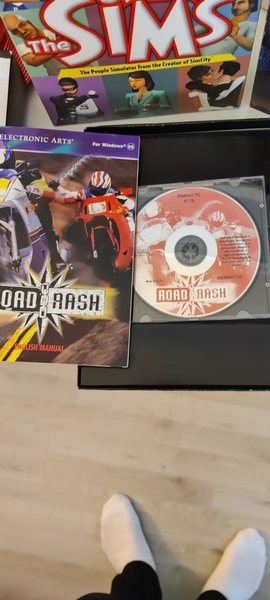 The SIMS
The People Simulator from the Creator of SimCity™
ELECTRONIC ARTS®
For Windows® 95
ROAD RASH
ENGLISH MANUAL
Windows® 95
PC CD
ROAD RASH